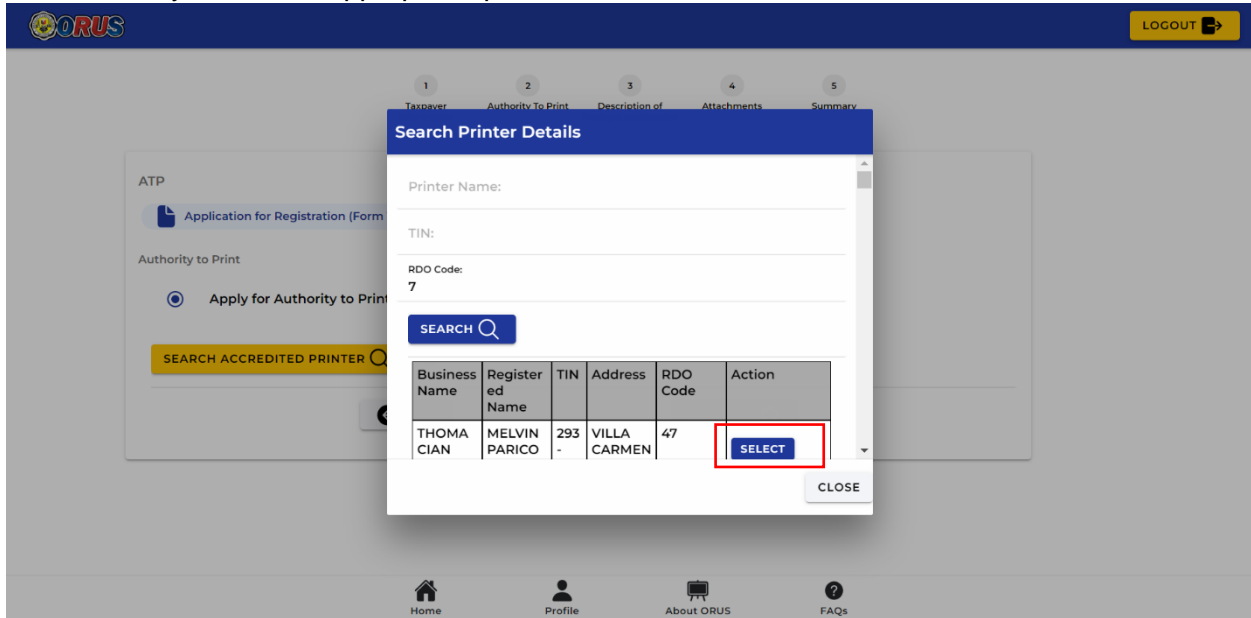 ORUS
LOGOUT
1 2 3 4 5
Taxpayer Authority To Print Description of Attachments Summary
Search Printer Details
ATP
Application for Registration (Form
Authority to Print
Apply for Authority to Print
SEARCH ACCREDITED PRINTER
Printer Name:
TIN:
RDO Code:
7
SEARCH
Business Name Registered Name TIN Address RDO Code Action
THOMA CIAN MELVIN PARICO 293- VILLA CARMEN 47 SELECT
CLOSE
Home Profile About ORUS FAQs